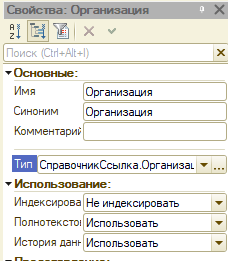 Свойства: Организация
Поиск (Ctrl+Alt+I)
Основные:
Имя Организация
Синоним Организация
Комментарий
Тип СправочникСсылка.Организац ...
Использование:
Индексирова Не индексировать
Полнотексто Использовать
История данн Использовать